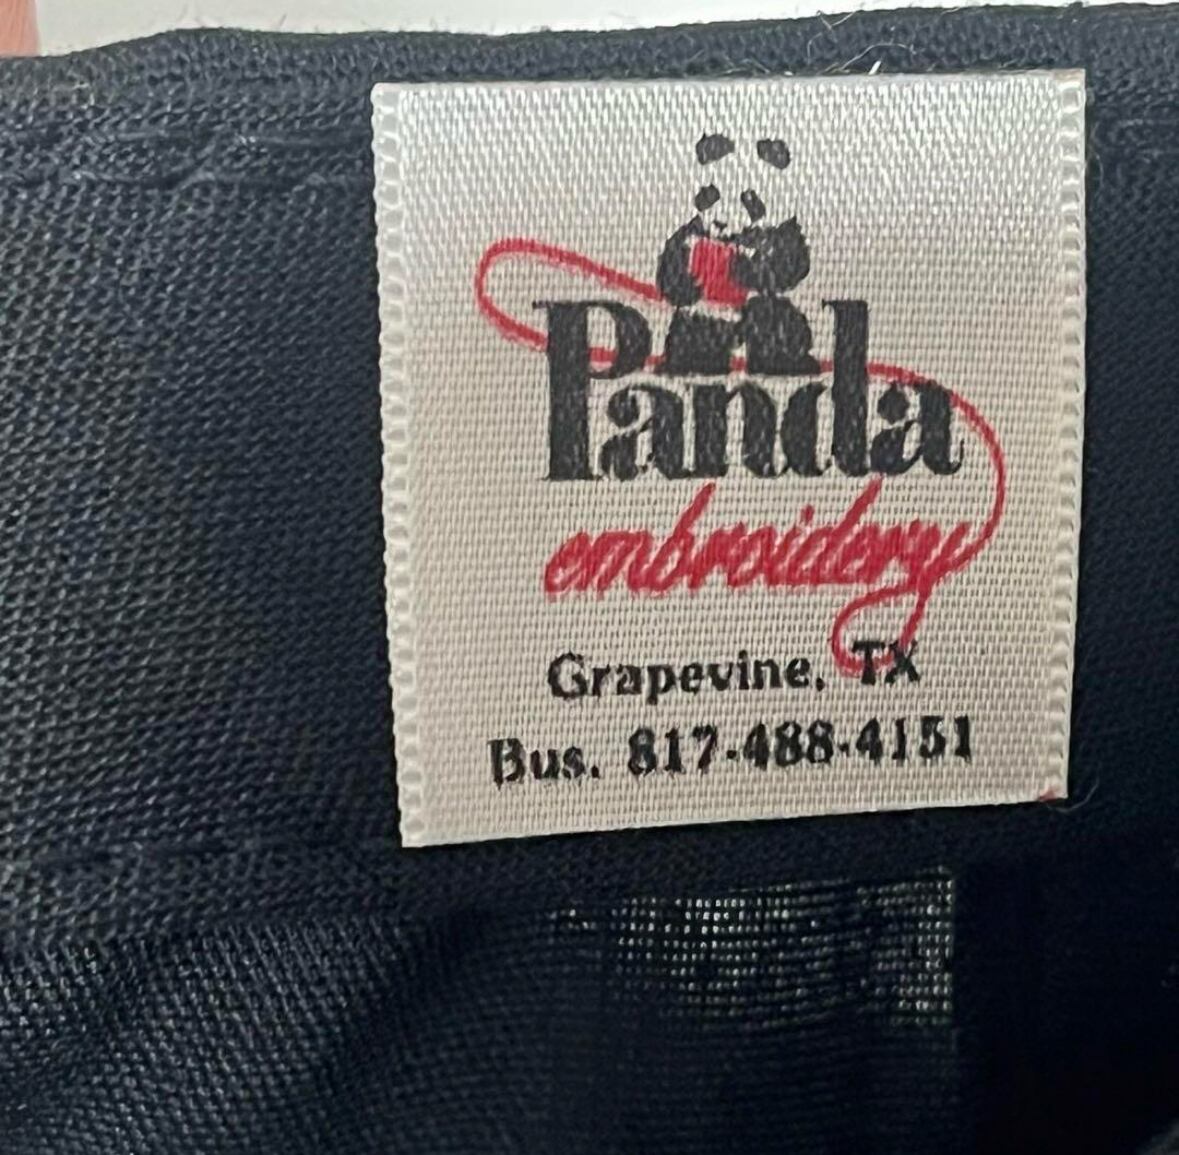 Panda
embroidery
Grapevine, TX
Bus. 817-488-4151